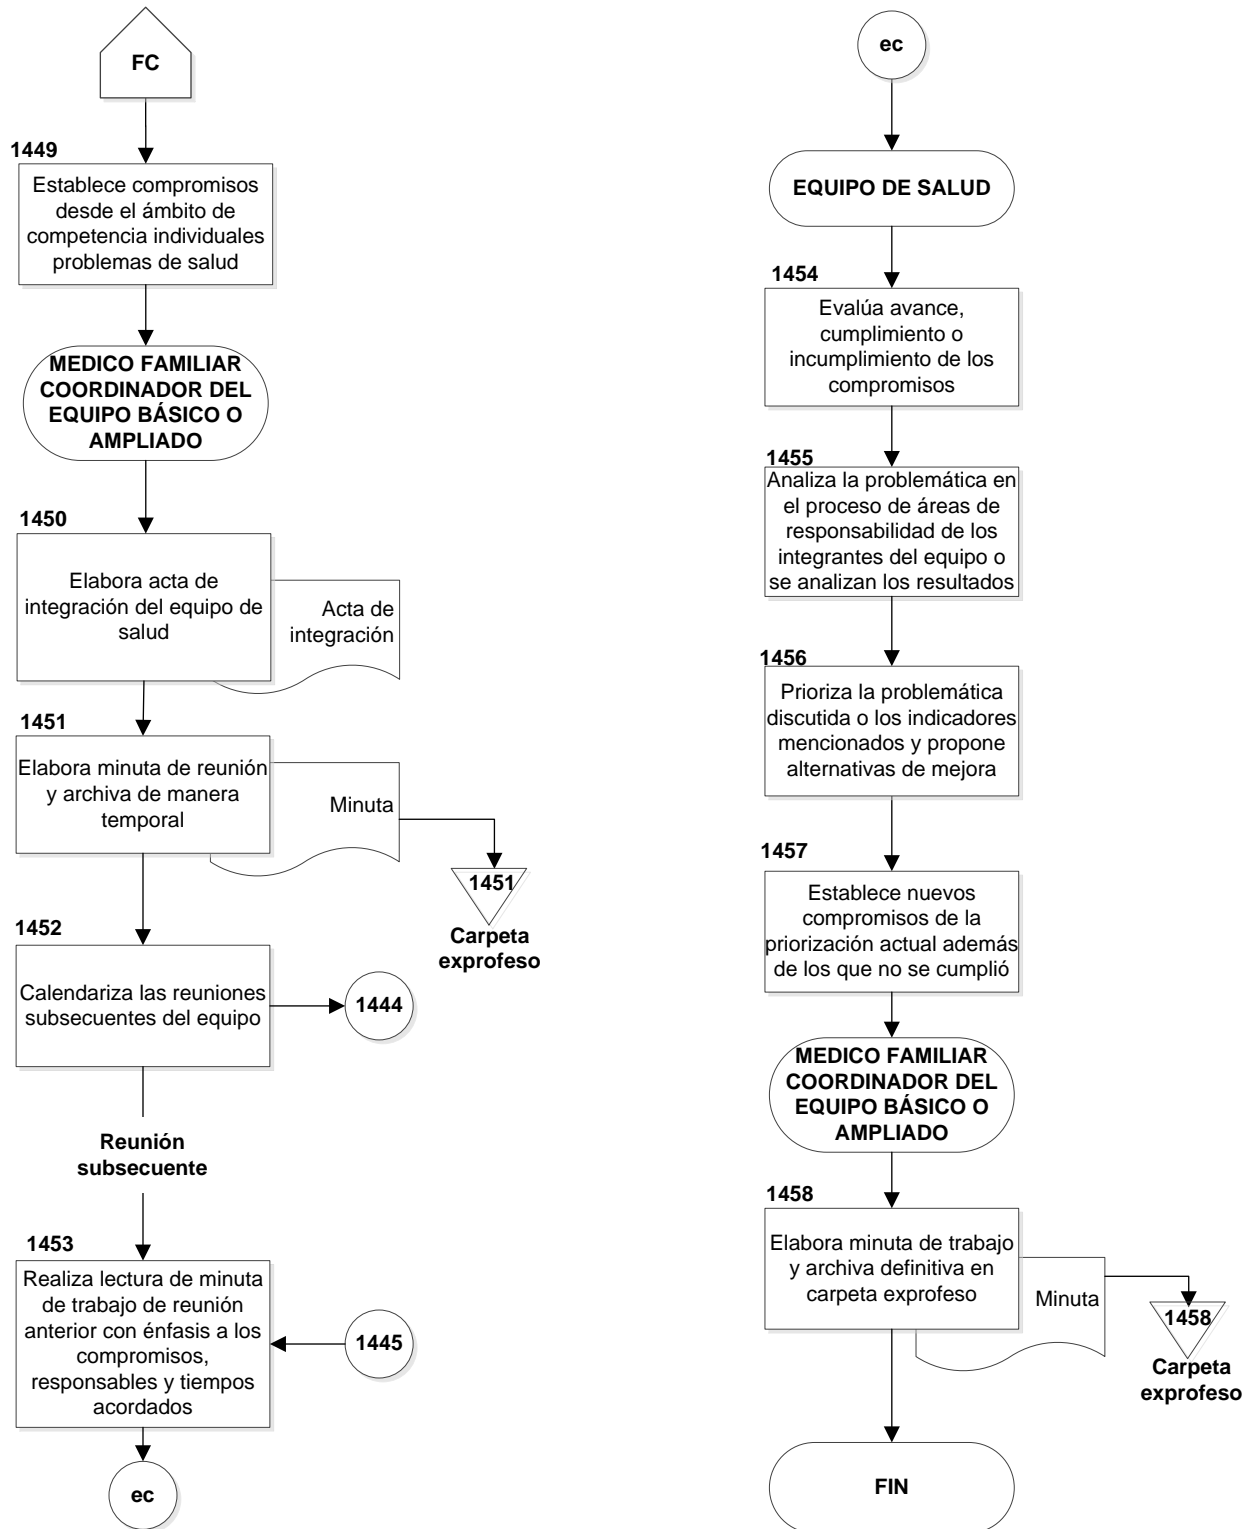 FC
1449
Establece compromisos
desde el ámbito de
competencia individuales
problemas de salud
MEDICO FAMILIAR
COORDINADOR DEL
EQUIPO BÁSICO O
AMPLIADO
1450
Elabora acta de
integración del equipo de
salud
Acta de
integración
1451
Elabora minuta de reunión
y archiva de manera
temporal
Minuta
1451
Carpeta
exprofeso
1452
Calendariza las reuniones
subsecuentes del equipo
1444
Reunión
subsecuente
1453
Realiza lectura de minuta
de trabajo de reunión
anterior con énfasis a los
compromisos,
responsables y tiempos
acordados
1445
ec
ec
EQUIPO DE SALUD
1454
Evalúa avance,
cumplimiento o
incumplimiento de los
compromisos
1455
Analiza la problemática en
el proceso de áreas de
responsabilidad de los
integrantes del equipo o
se analizan los resultados
1456
Prioriza la problemática
discutida o los indicadores
mencionados y propone
alternativas de mejora
1457
Establece nuevos
compromisos de la
priorización actual además
de los que no se cumplió
MEDICO FAMILIAR
COORDINADOR DEL
EQUIPO BÁSICO O
AMPLIADO
1458
Elabora minuta de trabajo
y archiva definitiva en
carpeta exprofeso
Minuta
1458
Carpeta
exprofeso
FIN